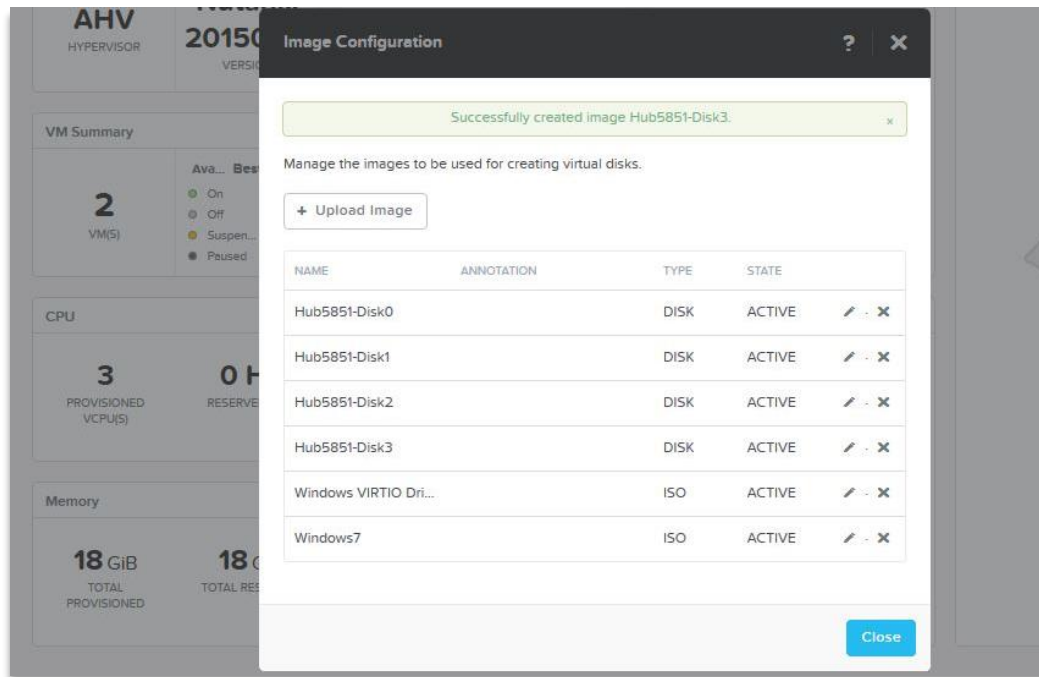 AHV
HYPERVISOR
20150
Image Configuration
?
Successfully created image Hub5851-Disk3.
×
VM Summary
Manage the images to be used for creating virtual disks.
2
VM(S)
Ava... Bes
On
Off
Suspen...
Paused
+ Upload Image
NAME ANNOTATION TYPE STATE
Hub5851-Disk0 DISK ACTIVE
Hub5851-Disk1 DISK ACTIVE
Hub5851-Disk2 DISK ACTIVE
Hub5851-Disk3 DISK ACTIVE
Windows VIRTIO Dri... ISO ACTIVE
Windows7 ISO ACTIVE
CPU
3
PROVISIONED
VCPU(S)
0 H
RESERVE
Memory
18 GiB
TOTAL
PROVISIONED
18
TOTAL RES
Close